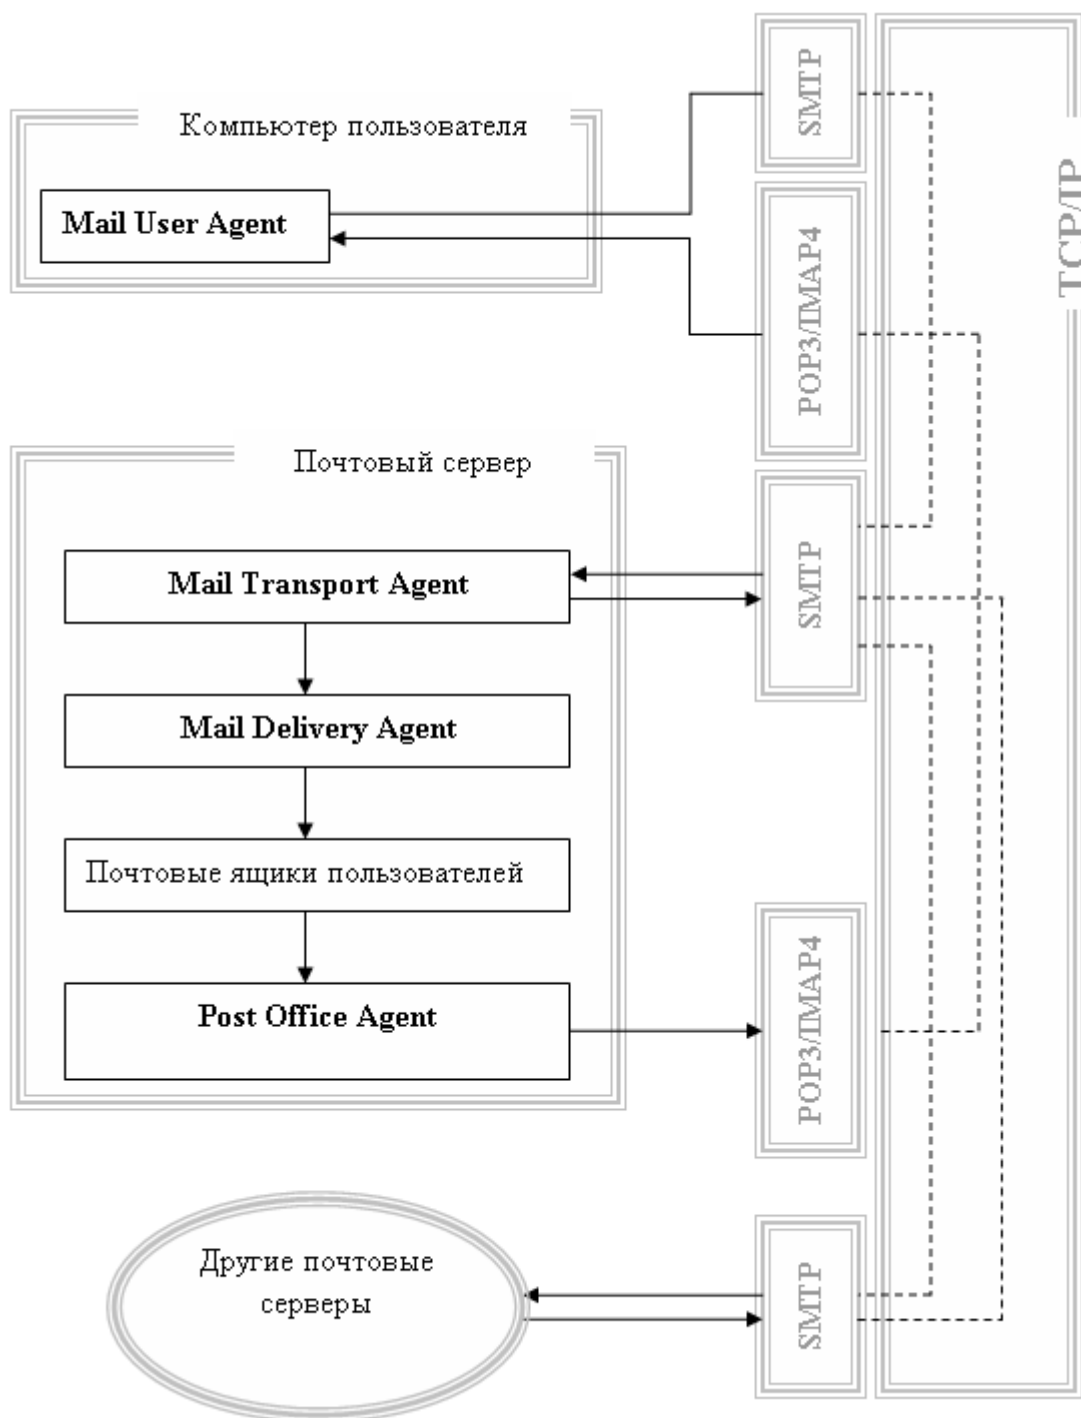 SMTP
Компьютер пользователя
Mail User Agent
TCP/IP
POP3/IMAP4
Почтовый сервер
Mail Transport Agent
SMTP
Mail Delivery Agent
Почтовые ящики пользователей
Post Office Agent
POP3/IMAP4
Другие почтовые
серверы
SMTP